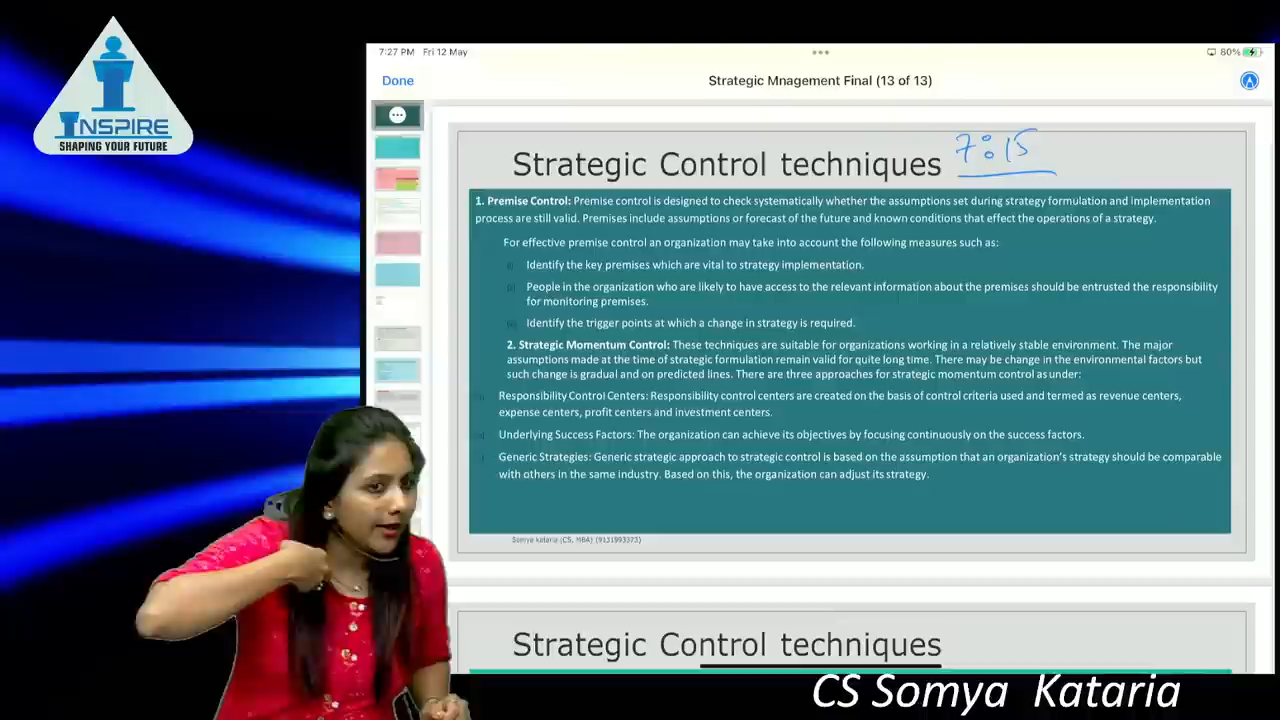 INSPIRE
SHAPING YOUR FUTURE
7:27 PM Fri 12 May
80%
Done
Strategic Mnagement Final (13 of 13)
Strategic Control techniques 7:15
1. Premise Control: Premise control is designed to check systematically whether the assumptions set during strategy formulation and implementation
process are still valid. Premises include assumptions or forecast of the future and known conditions that effect the operations of a strategy.
For effective premise control an organization may take into account the following measures such as:
Identify the key premises which are vital to strategy implementation.
People in the organization who are likely to have access to the relevant information about the premises should be entrusted the responsibility
for monitoring premises.
Identify the trigger points at which a change in strategy is required.
2. Strategic Momentum Control: These techniques are suitable for organizations working in a relatively stable environment. The major
assumptions made at the time of strategic formulation remain valid for quite long time. There may be change in the environmental factors but
such change is gradual and on predicted lines. There are three approaches for strategic momentum control as under:
Responsibility Control Centers: Responsibility control centers are created on the basis of control criteria used and termed as revenue centers,
expense centers, profit centers and investment centers.
Underlying Success Factors: The organization can achieve its objectives by focusing continuously on the success factors.
Generic Strategies: Generic strategic approach to strategic control is based on the assumption that an organization's strategy should be comparable
with others in the same industry. Based on this, the organization can adjust its strategy.
Somya kataria (CS, MBA) (9131993373)
Strategic Control techniques
CS Somya Kataria